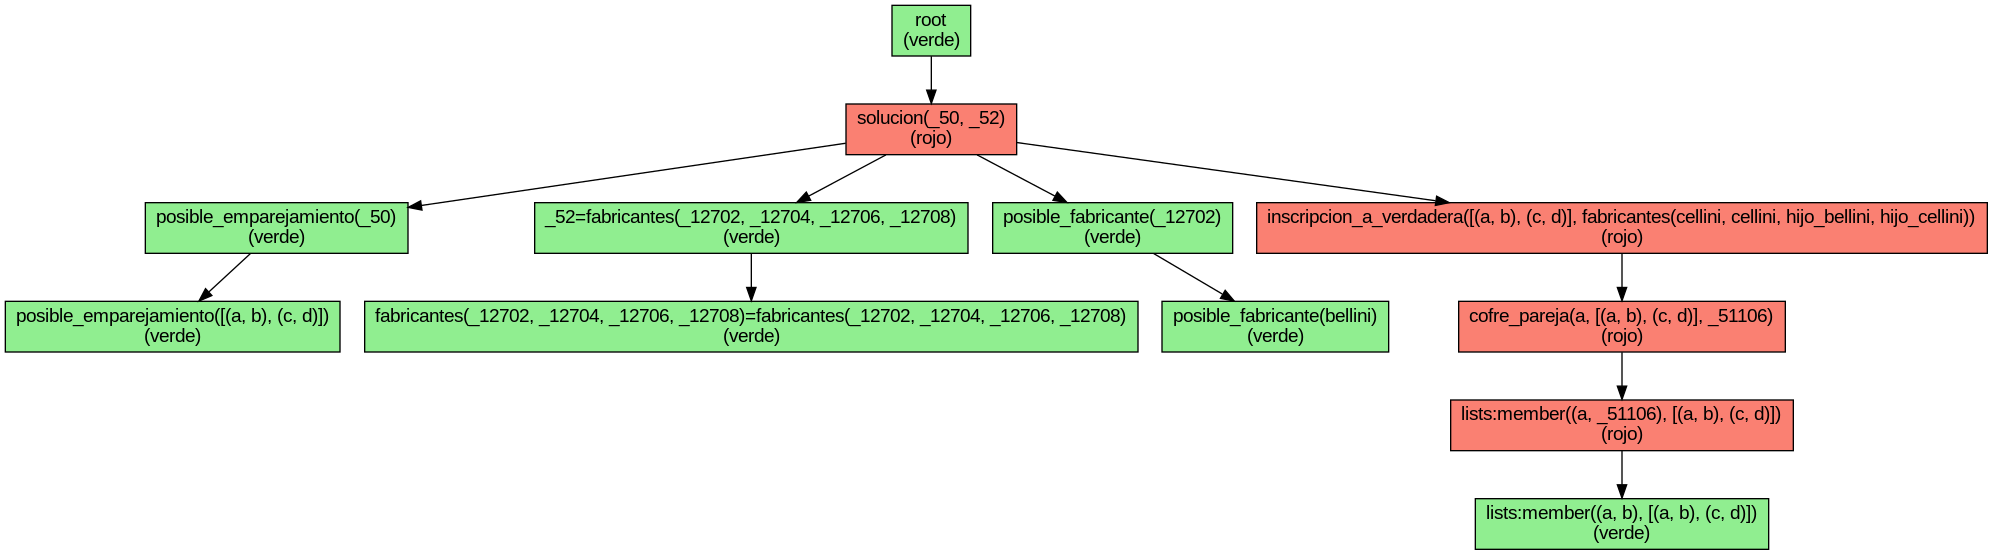 root
(verde)
solucion(_50, _52)
(rojo)
posible_emparejamiento(_50)
(verde)
_52=fabricantes(_12702, _12704, _12706, _12708)
(verde)
posible_fabricante(_12702)
(verde)
inscripcion_a_verdadera([(a, b), (c, d)], fabricantes(cellini, cellini, hijo_bellini, hijo_cellini))
(rojo)
posible_emparejamiento([(a, b), (c, d)])
(verde)
fabricantes(_12702, _12704, _12706, _12708)=fabricantes(_12702, _12704, _12706, _12708)
(verde)
posible_fabricante(bellini)
(verde)
cofre_pareja(a, [(a, b), (c, d)], _51106)
(rojo)
lists:member((a, _51106), [(a, b), (c, d)])
(rojo)
lists:member((a, b), [(a, b), (c, d)])
(verde)